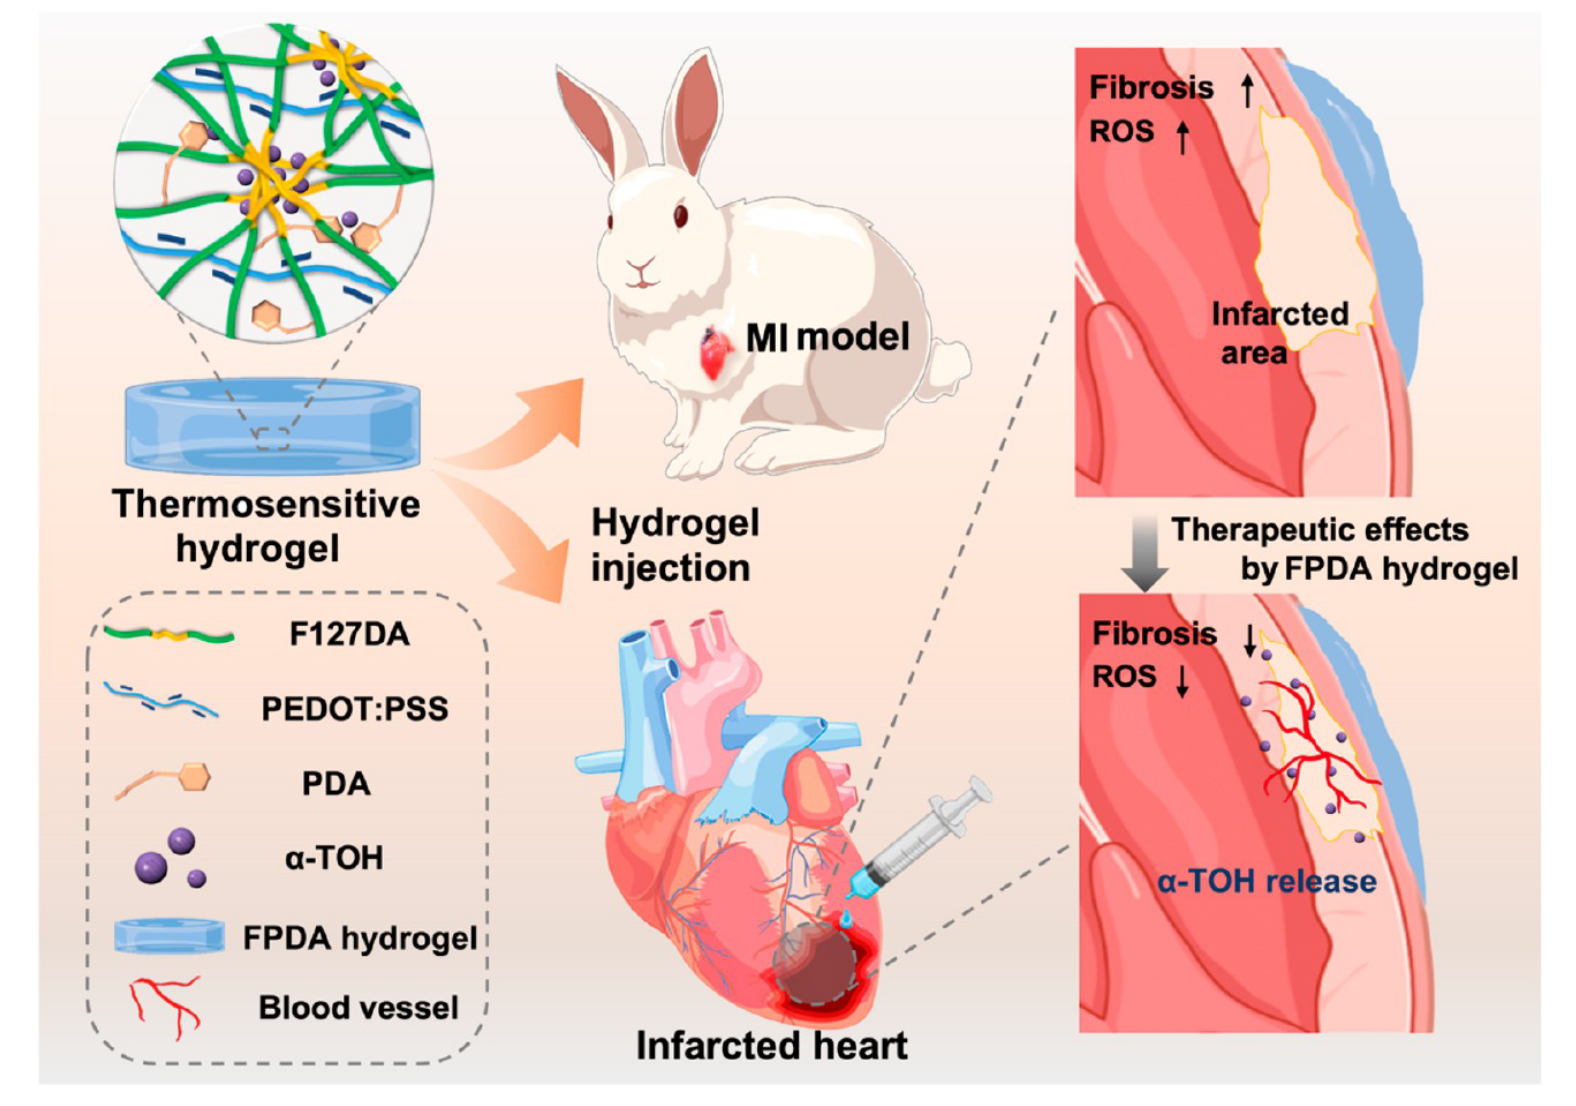 Thermosensitive
hydrogel
F127DA
PEDOT:PSS
PDA
α-TOH
FPDA hydrogel
Blood vessel
MI model
Hydrogel
injection
Infarcted heart
Fibrosis ↑
ROS ↑
Infarcted
area
Therapeutic effects
by FPDA hydrogel
Fibrosis ↓
ROS ↓
α-TOH release